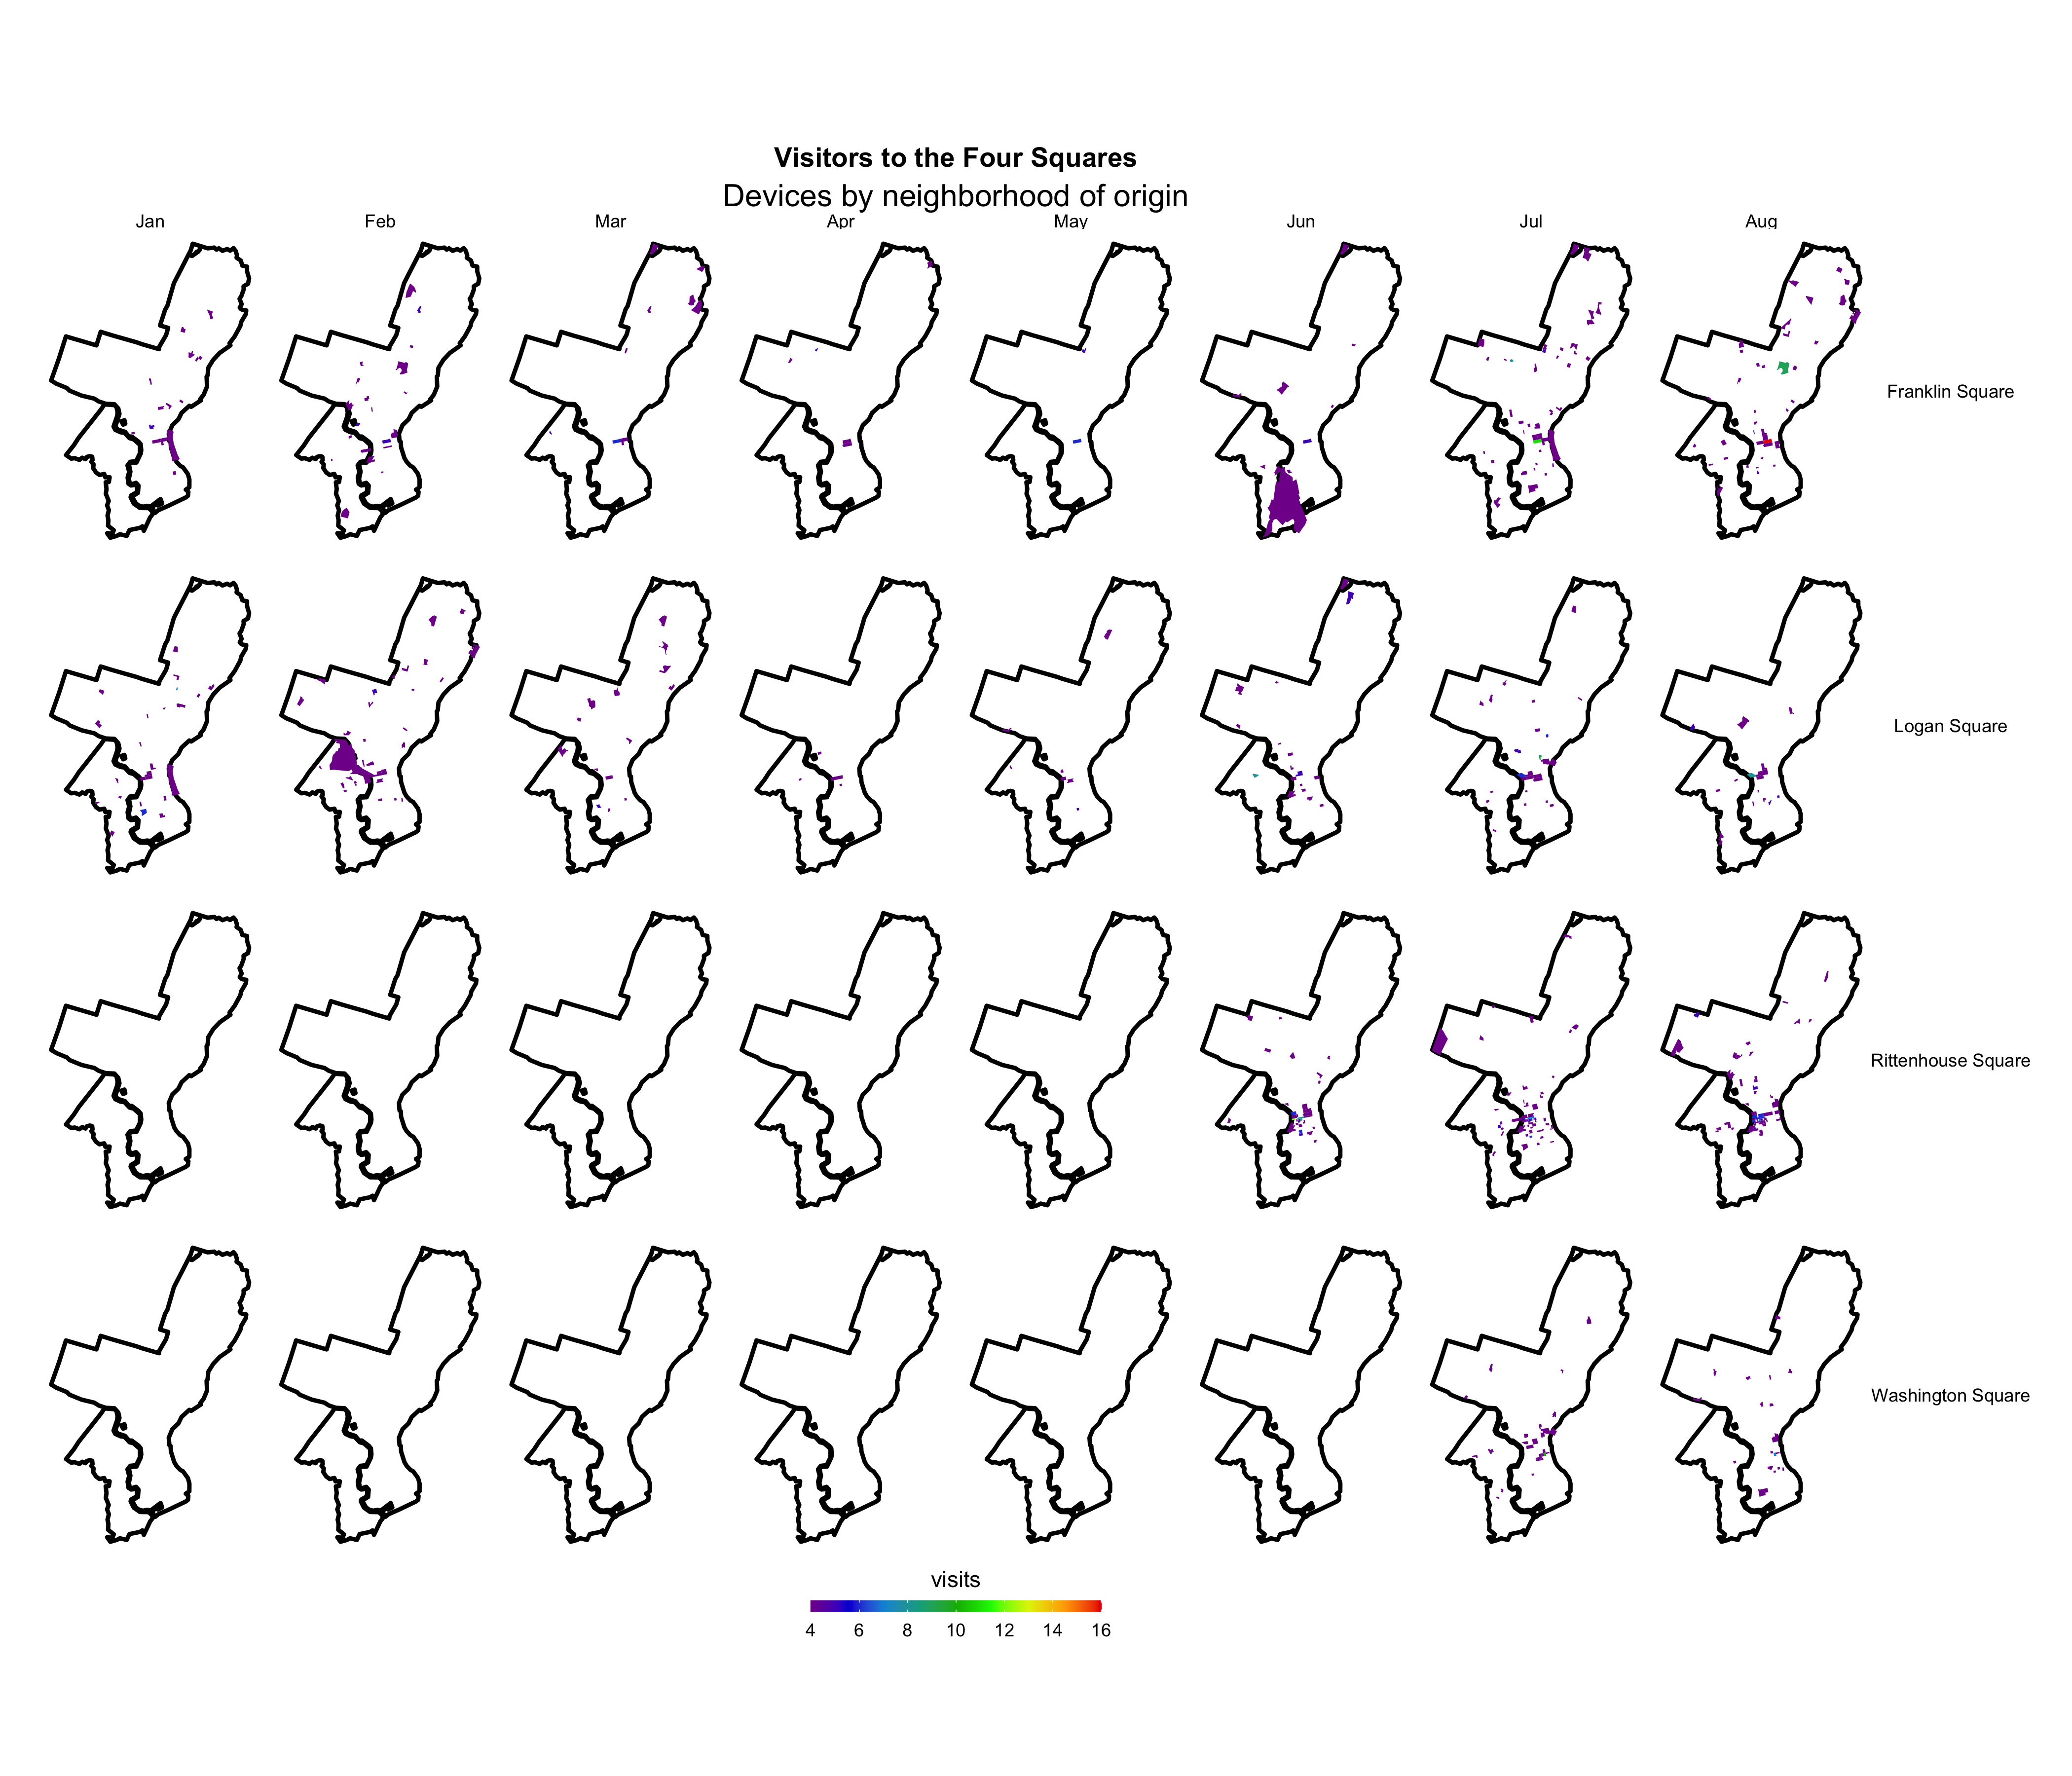 Visitors to the Four Squares
Devices by neighborhood of origin
Jan Feb Mar Apr May Jun Jul Aug
Franklin Square
Logan Square
Rittenhouse Square
Washington Square
visits
4 6 8 10 12 14 16